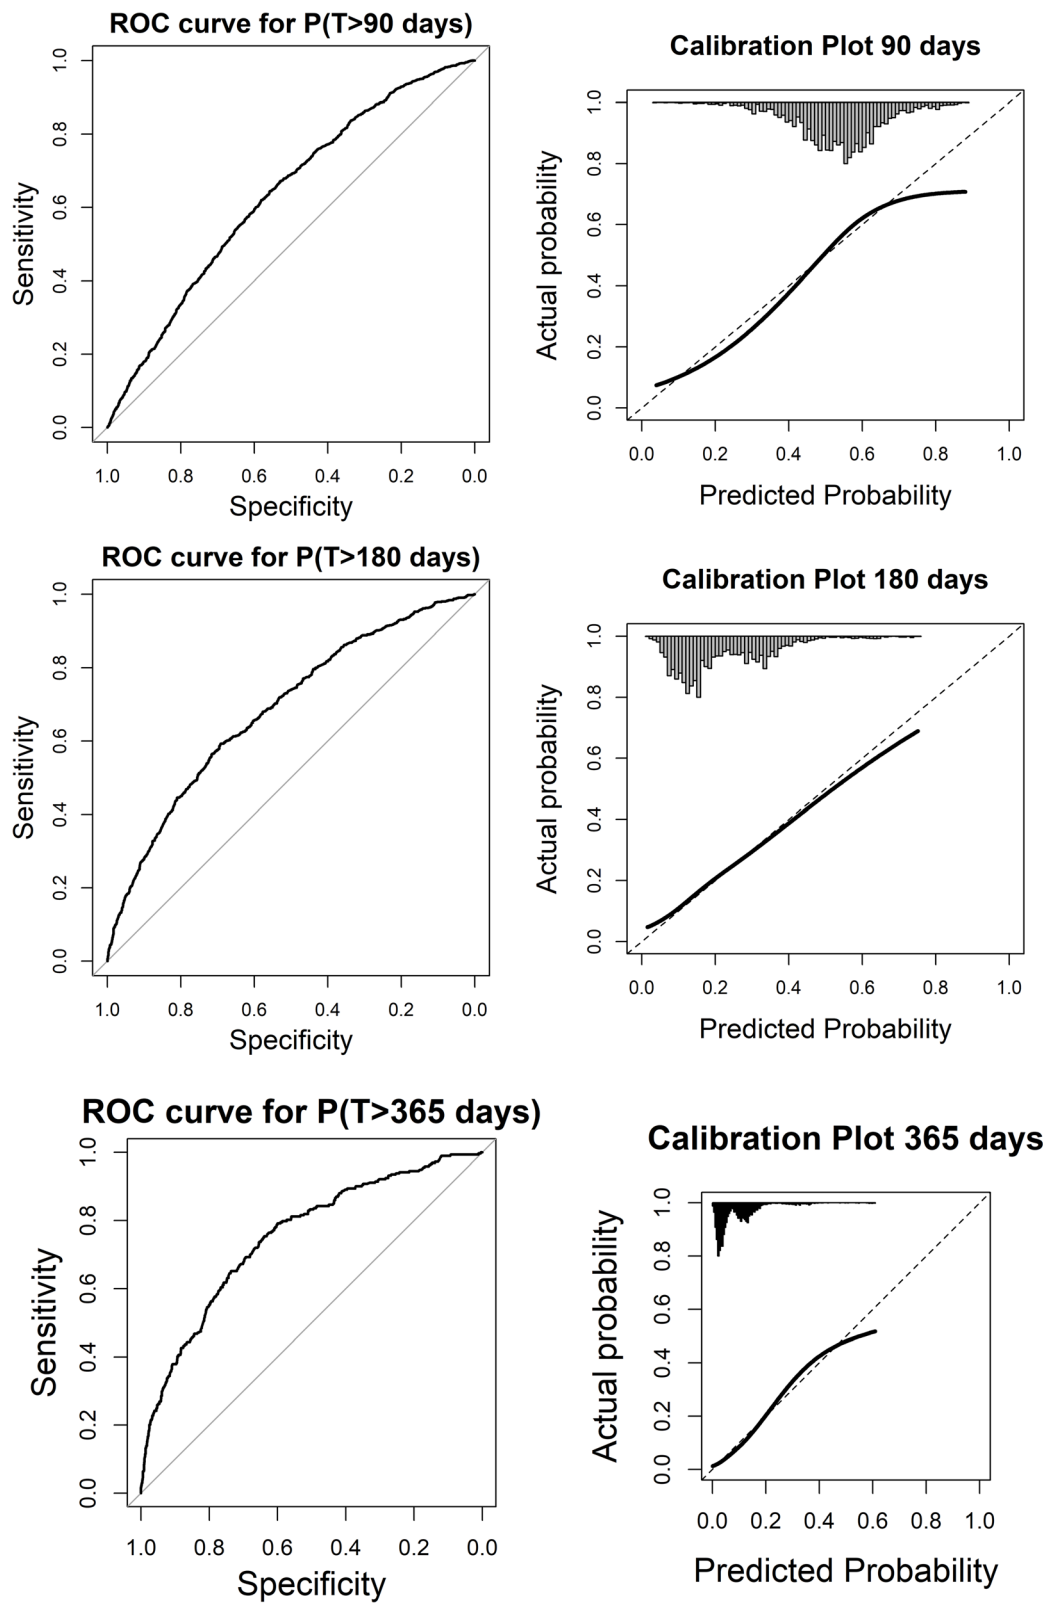 ROC curve for P(T>90 days)
Sensitivity
0.0 0.2 0.4 0.6 0.8 1.0
1.0 0.8 0.6 0.4 0.2 0.0
Specificity
Calibration Plot 90 days
Actual probability
0.0 0.2 0.4 0.6 0.8 1.0
0.0 0.2 0.4 0.6 0.8 1.0
Predicted Probability
ROC curve for P(T>180 days)
Sensitivity
0.0 0.2 0.4 0.6 0.8 1.0
1.0 0.8 0.6 0.4 0.2 0.0
Specificity
Calibration Plot 180 days
Actual probability
0.0 0.2 0.4 0.6 0.8 1.0
0.0 0.2 0.4 0.6 0.8 1.0
Predicted Probability
ROC curve for P(T>365 days)
Sensitivity
0.0 0.2 0.4 0.6 0.8 1.0
1.0 0.8 0.6 0.4 0.2 0.0
Specificity
Calibration Plot 365 days
Actual probability
0.0 0.2 0.4 0.6 0.8 1.0
0.0 0.2 0.4 0.6 0.8 1.0
Predicted Probability